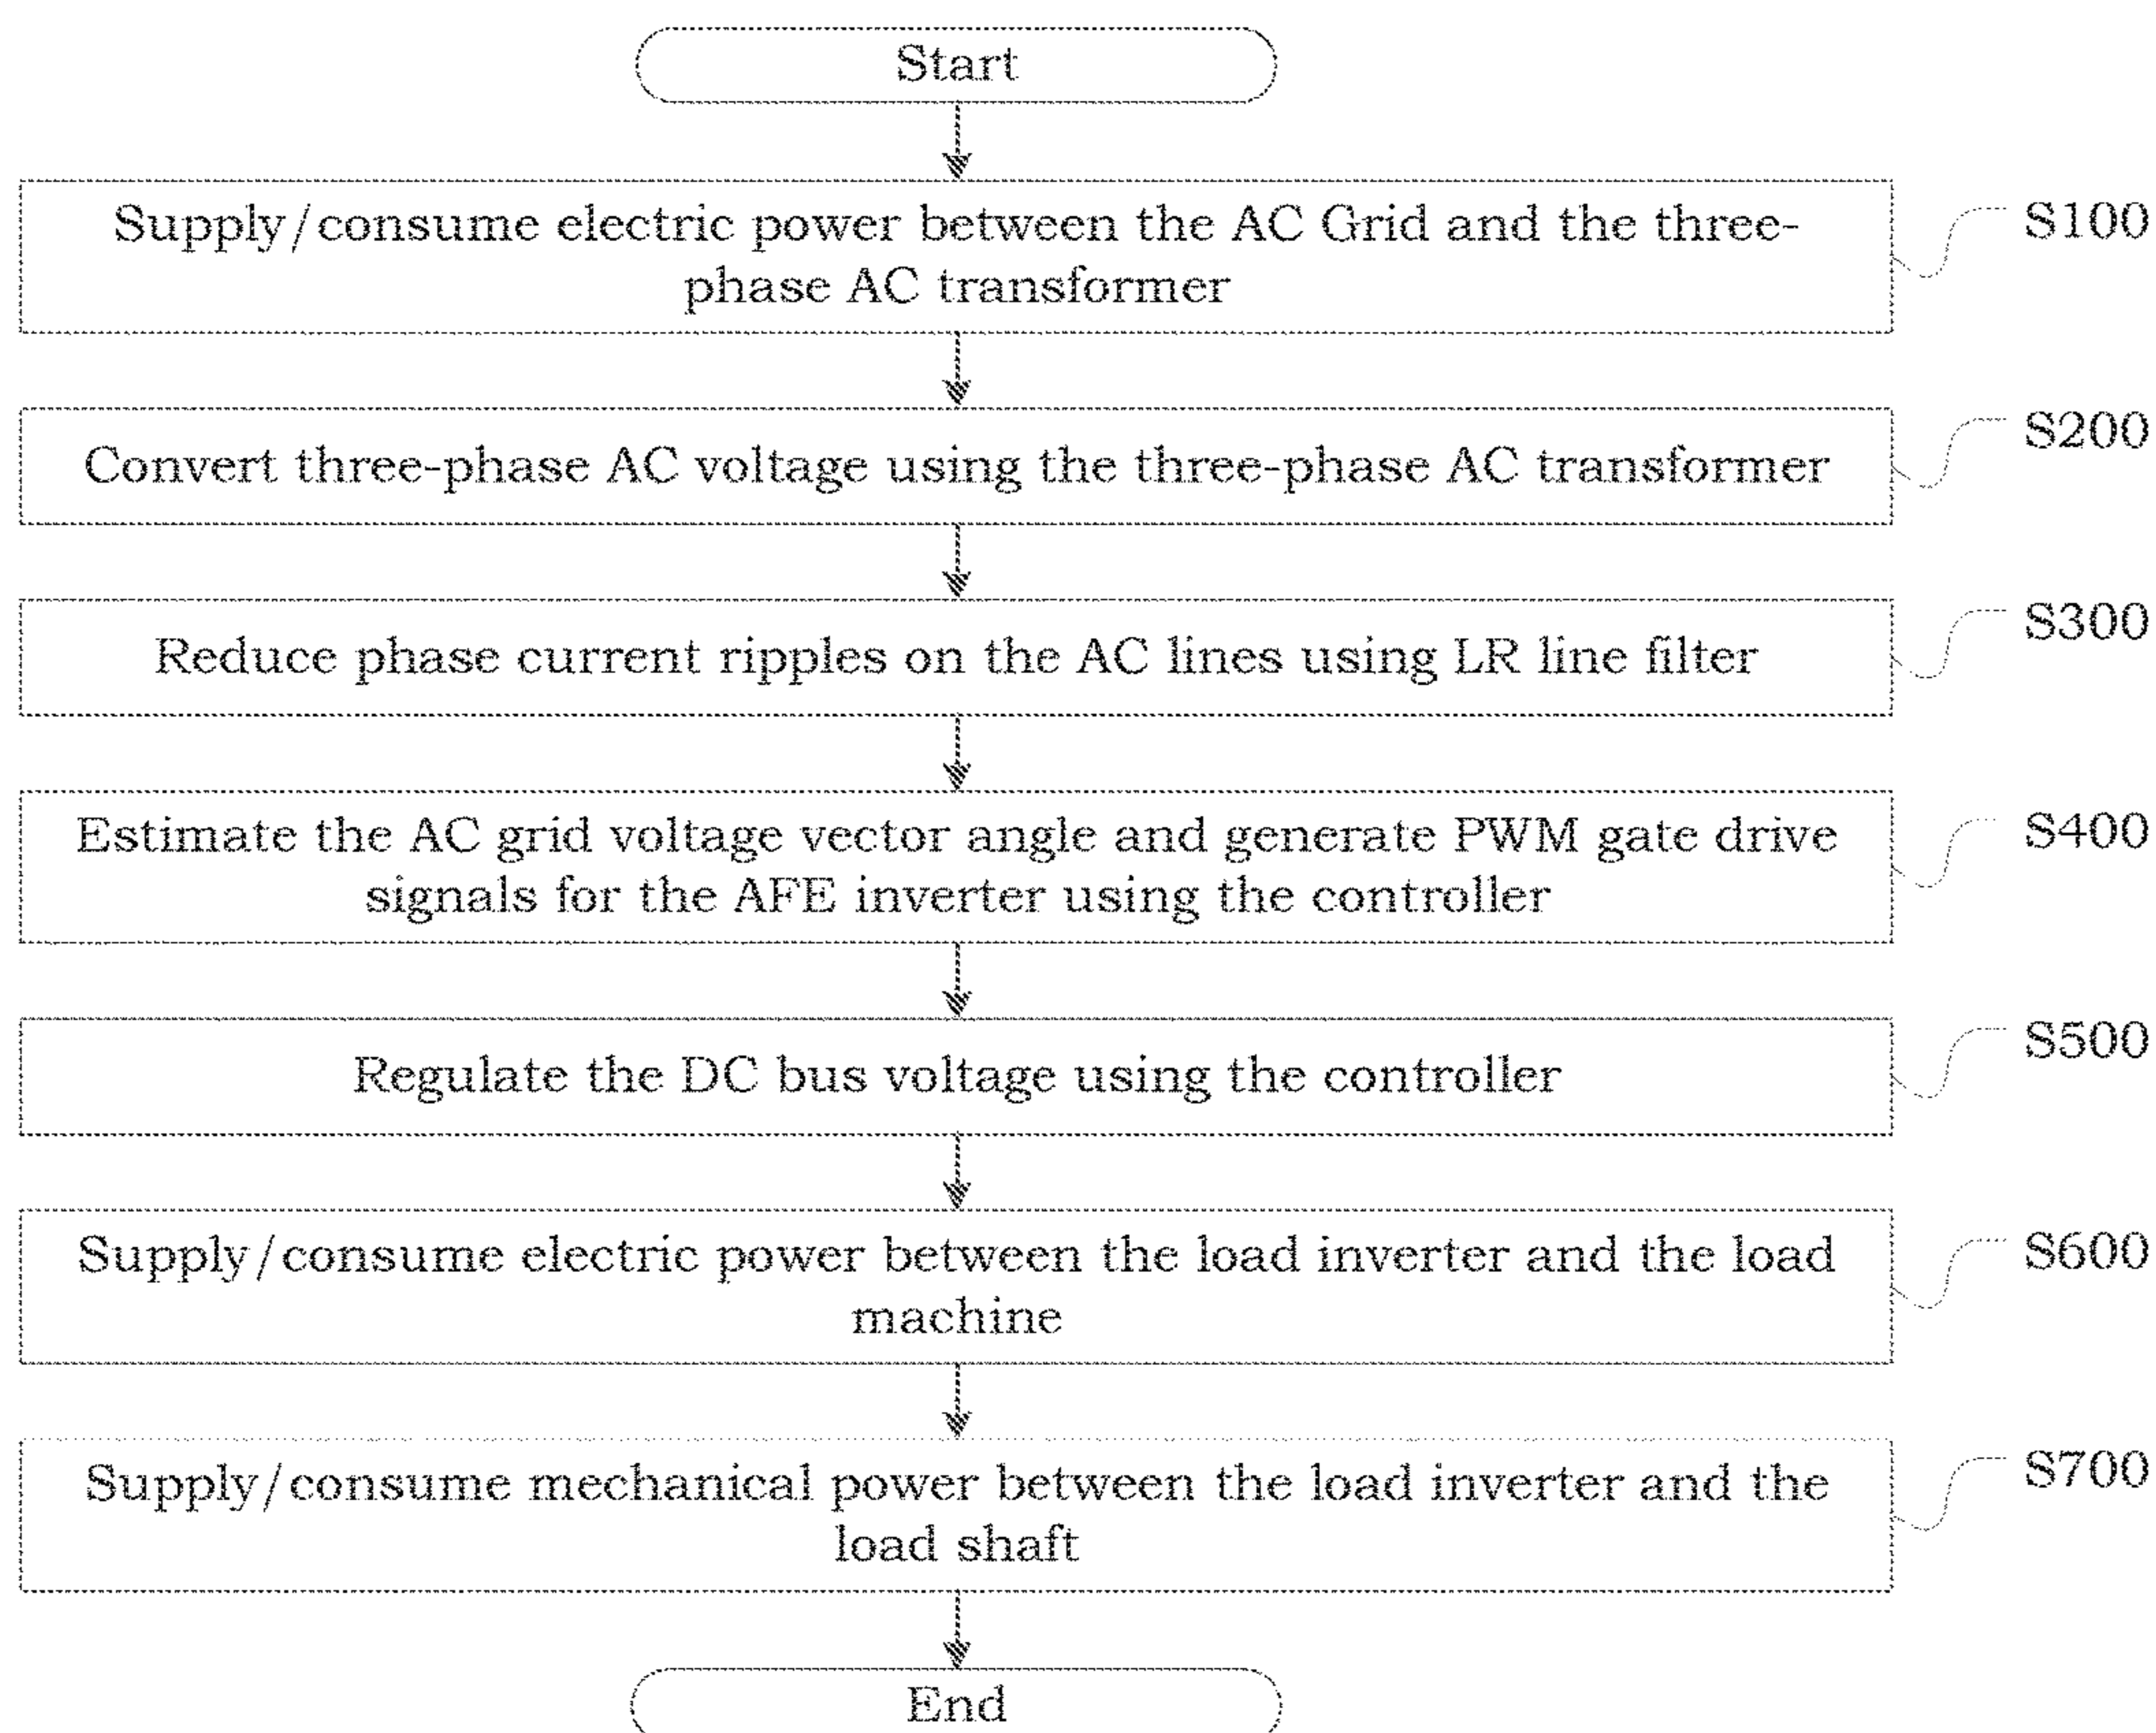 Start
Supply/consume electric power between the AC Grid and the three-
phase AC transformer
S100
Convert three-phase AC voltage using the three-phase AC transformer
S200
Reduce phase current ripples on the AC lines using LR line filter
S300
Estimate the AC grid voltage vector angle and generate PWM gate drive
signals for the AFE inverter using the controller
S400
Regulate the DC bus voltage using the controller
S500
Supply/consume electric power between the load inverter and the load
machine
S600
Supply/consume mechanical power between the load inverter and the
load shaft
S700
End